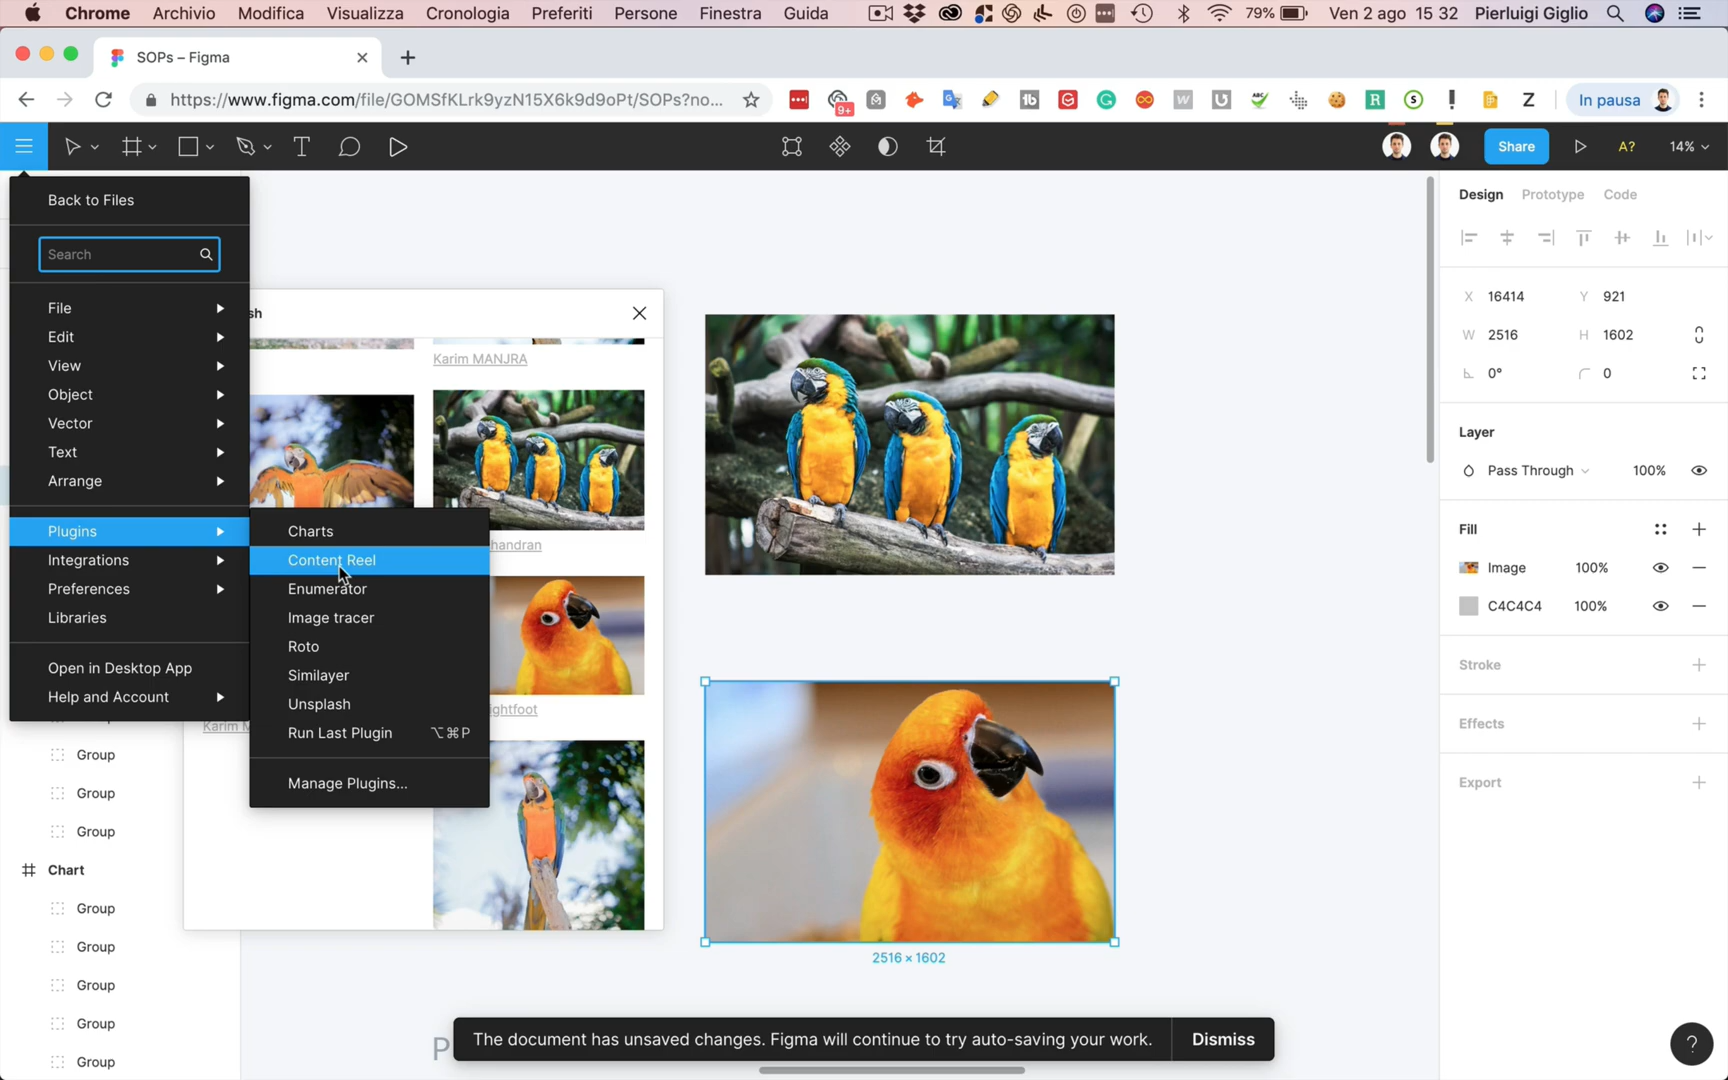 Chrome Archivio Modifica Visualizza Cronologia Preferiti Persone Finestra Guida 79% Ven 2 ago 15 32 Pierluigi Giglio
SOPs – Figma
https://www.figma.com/file/GOMSfKLrk9yzN15X6k9d9oPt/SOPs?no... 9+ In pausa
Share A? 14%
Back to Files
Search
File
Edit
View
Object
Vector
Text
Arrange
Plugins
Integrations
Preferences
Libraries
Open in Desktop App
Help and Account
Charts
Content Reel
Enumerator
Image tracer
Roto
Similayer
Unsplash
Run Last Plugin ⌥⌘P
Manage Plugins...
sh
Karim MANJRA
handran
ightfoot
Karim M
Group
Group
Group
Chart
Group
Group
Group
Group
Group
2516 × 1602
P
The document has unsaved changes. Figma will continue to try auto-saving your work. Dismiss
Design Prototype Code
X 16414 Y 921
W 2516 H 1602
0° 0
Layer
Pass Through 100%
Fill
Image 100%
C4C4C4 100%
Stroke
Effects
Export
?